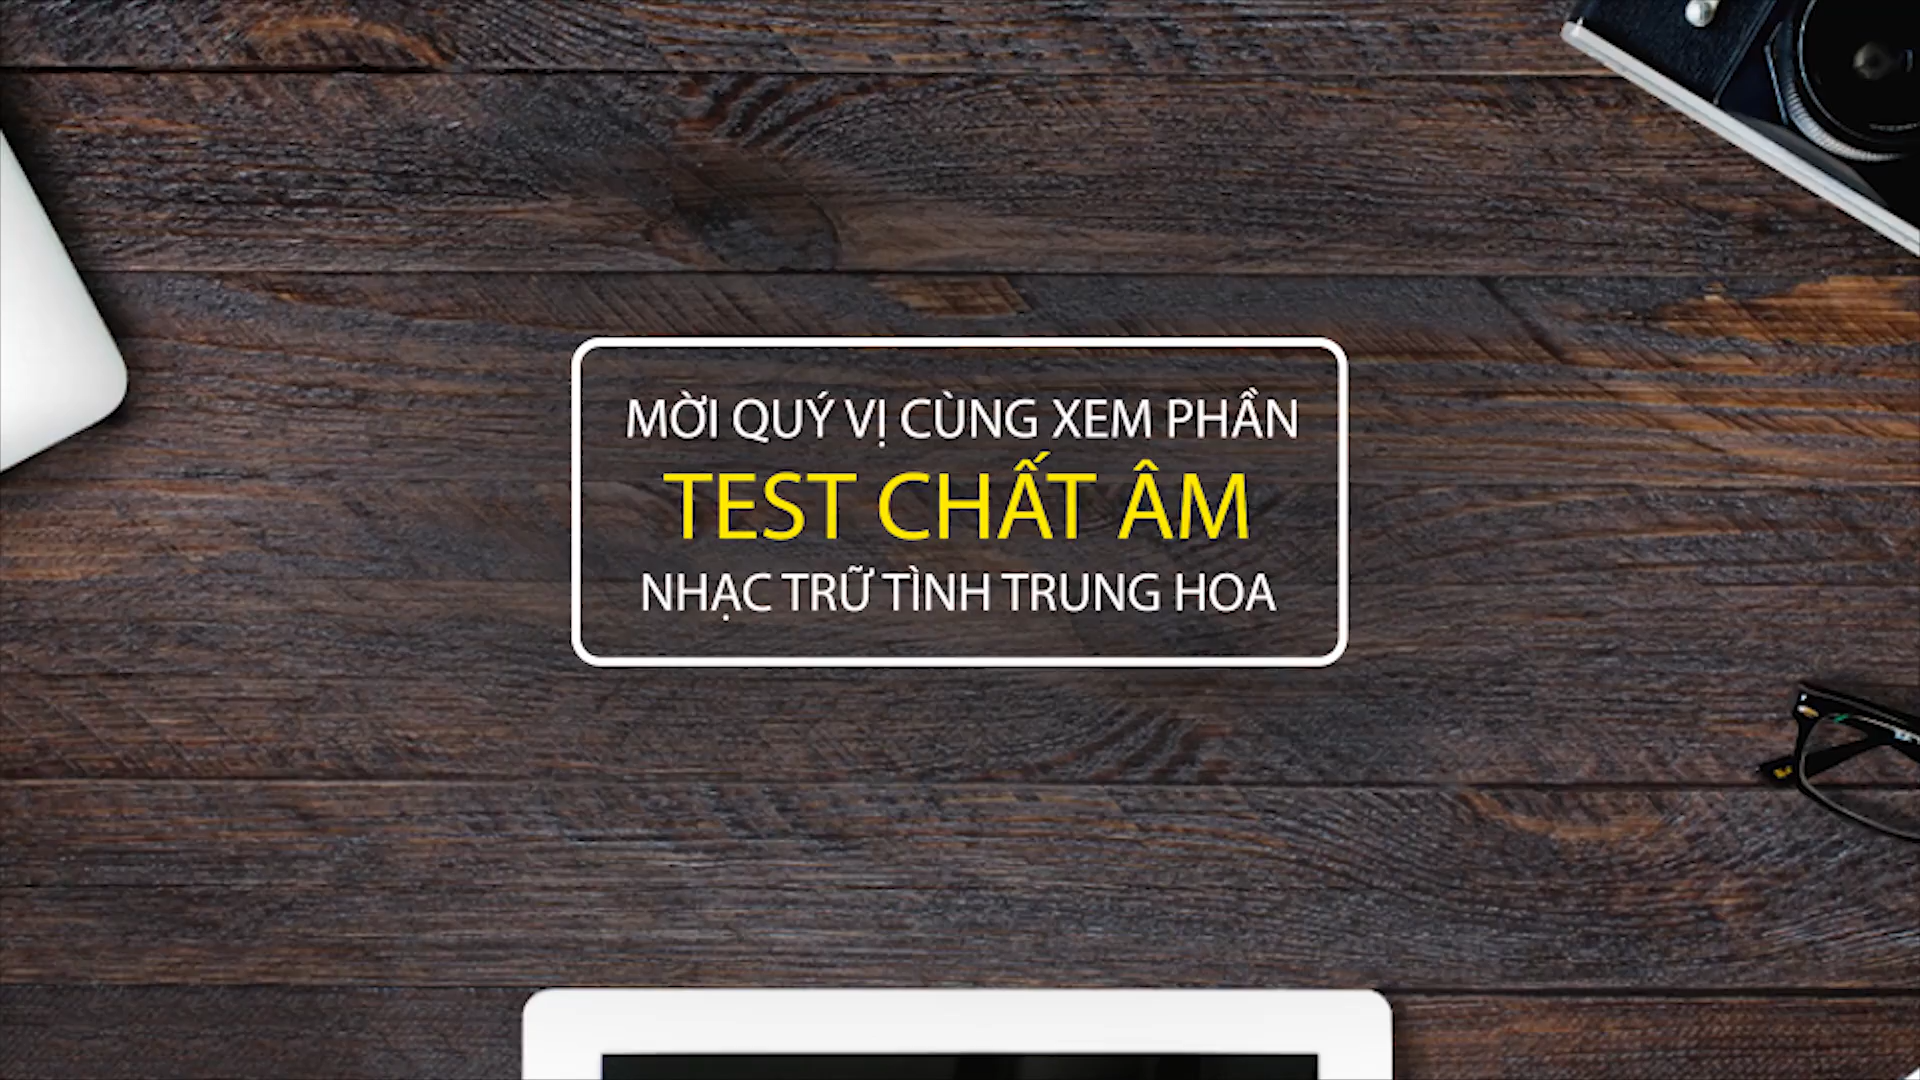 MỜI QUÝ VỊ CÙNG XEM PHẦN
TEST CHẤT ÂM
NHẠC TRỮ TÌNH TRUNG HOA